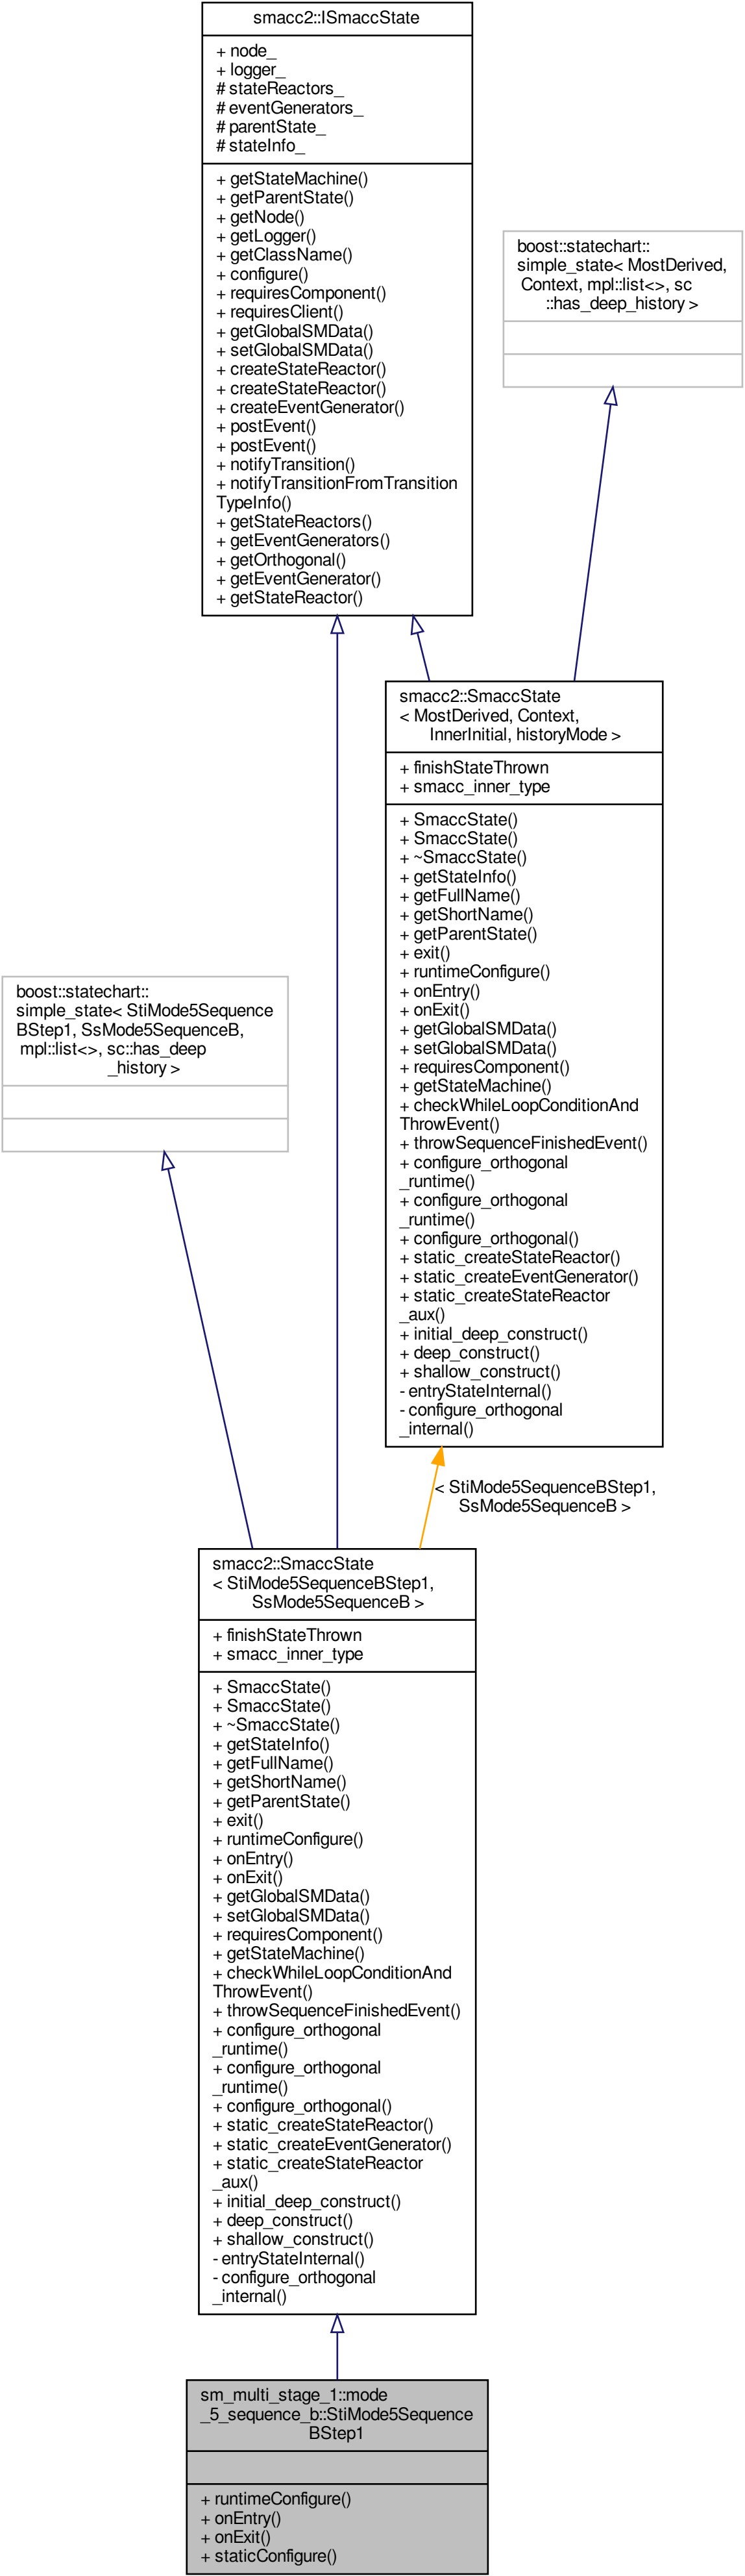 smacc2::ISmaccState
+ node_
+ logger_
# stateReactors_
# eventGenerators_
# parentState_
# stateInfo_
+ getStateMachine()
+ getParentState()
+ getNode()
+ getLogger()
+ getClassName()
+ configure()
+ requiresComponent()
+ requiresClient()
+ getGlobalSMData()
+ setGlobalSMData()
+ createStateReactor()
+ createStateReactor()
+ createEventGenerator()
+ postEvent()
+ postEvent()
+ notifyTransition()
+ notifyTransitionFromTransition
TypeInfo()
+ getStateReactors()
+ getEventGenerators()
+ getOrthogonal()
+ getEventGenerator()
+ getStateReactor()
boost::statechart::
simple_state< MostDerived,
Context, mpl::list<>, sc
::has_deep_history >
smacc2::SmaccState
< MostDerived, Context,
InnerInitial, historyMode >
+ finishStateThrown
+ smacc_inner_type
+ SmaccState()
+ SmaccState()
+ ~SmaccState()
+ getStateInfo()
+ getFullName()
+ getShortName()
+ getParentState()
+ exit()
+ runtimeConfigure()
+ onEntry()
+ onExit()
+ getGlobalSMData()
+ setGlobalSMData()
+ requiresComponent()
+ getStateMachine()
+ checkWhileLoopConditionAnd
ThrowEvent()
+ throwSequenceFinishedEvent()
+ configure_orthogonal
_runtime()
+ configure_orthogonal
_runtime()
+ configure_orthogonal()
+ static_createStateReactor()
+ static_createEventGenerator()
+ static_createStateReactor
_aux()
+ initial_deep_construct()
+ deep_construct()
+ shallow_construct()
- entryStateInternal()
- configure_orthogonal
_internal()
boost::statechart::
simple_state< StiMode5Sequence
BStep1, SsMode5SequenceB,
mpl::list<>, sc::has_deep
_history >
< StiMode5SequenceBStep1,
SsMode5SequenceB >
smacc2::SmaccState
< StiMode5SequenceBStep1,
SsMode5SequenceB >
+ finishStateThrown
+ smacc_inner_type
+ SmaccState()
+ SmaccState()
+ ~SmaccState()
+ getStateInfo()
+ getFullName()
+ getShortName()
+ getParentState()
+ exit()
+ runtimeConfigure()
+ onEntry()
+ onExit()
+ getGlobalSMData()
+ setGlobalSMData()
+ requiresComponent()
+ getStateMachine()
+ checkWhileLoopConditionAnd
ThrowEvent()
+ throwSequenceFinishedEvent()
+ configure_orthogonal
_runtime()
+ configure_orthogonal
_runtime()
+ configure_orthogonal()
+ static_createStateReactor()
+ static_createEventGenerator()
+ static_createStateReactor
_aux()
+ initial_deep_construct()
+ deep_construct()
+ shallow_construct()
- entryStateInternal()
- configure_orthogonal
_internal()
sm_multi_stage_1::mode
_5_sequence_b::StiMode5Sequence
BStep1
+ runtimeConfigure()
+ onEntry()
+ onExit()
+ staticConfigure()